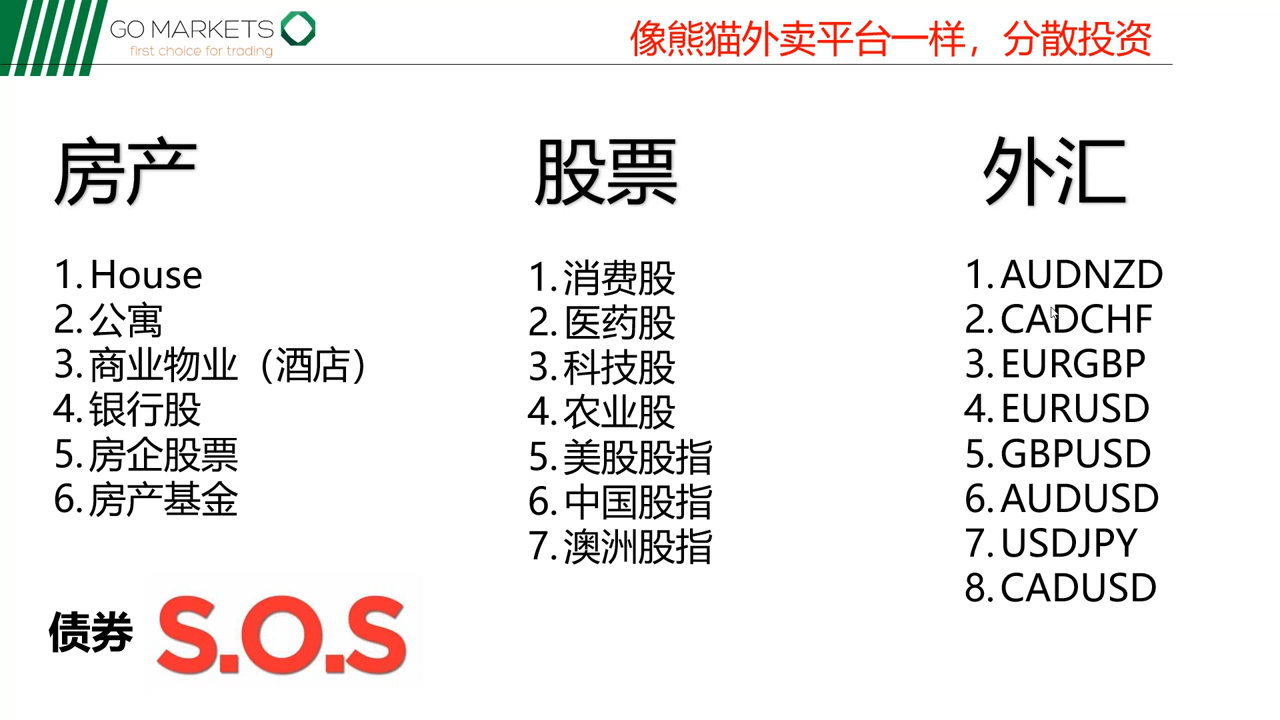 GO MARKETS
first choice for trading
像熊猫外卖平台一样，分散投资
房产
1. House
2. 公寓
3. 商业物业（酒店）
4. 银行股
5. 房企股票
6. 房产基金
股票
1. 消费股
2. 医药股
3. 科技股
4. 农业股
5. 美股股指
6. 中国股指
7. 澳洲股指
外汇
1. AUDNZD
2. CADCHF
3. EURGBP
4. EURUSD
5. GBPUSD
6. AUDUSD
7. USDJPY
8. CADUSD
债券
S.O.S